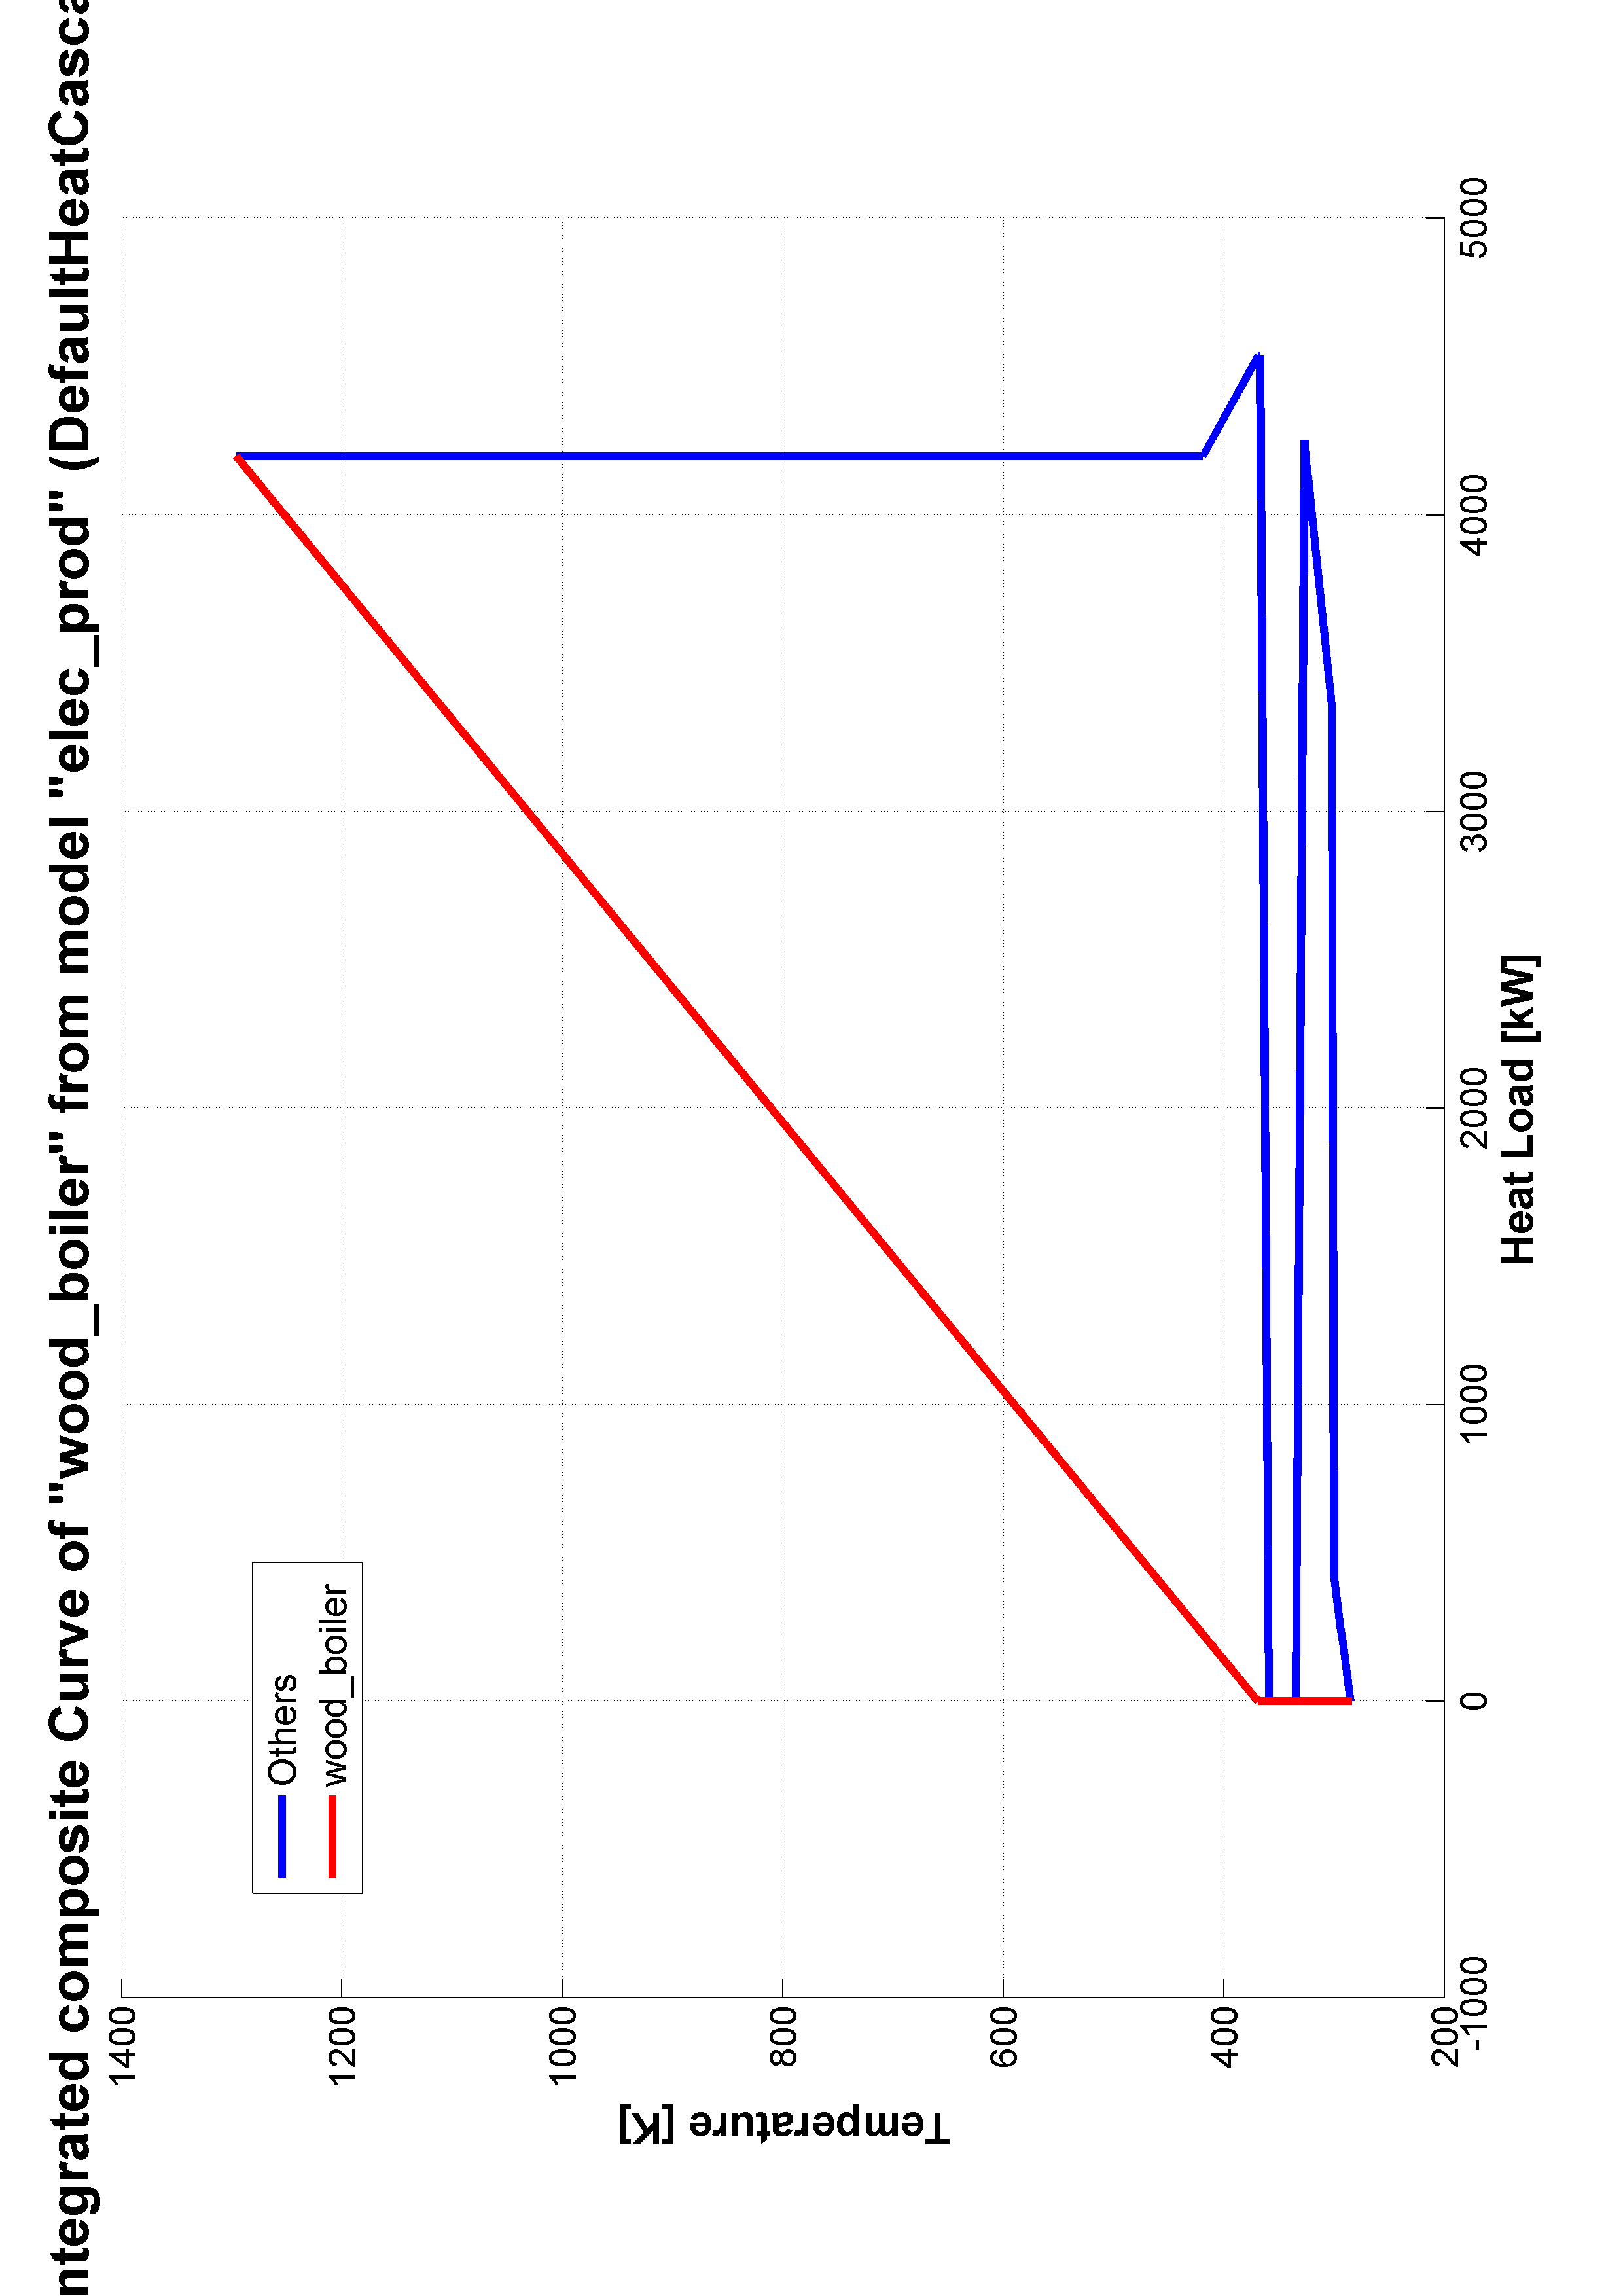 ntegrated composite Curve of "wood_boiler" from model "elec_prod" (DefaultHeatCasca
Others
wood_boiler
Temperature [K]
1400
1200
1000
800
600
400
200
-1000
0
1000
2000
3000
4000
5000
Heat Load [kW]